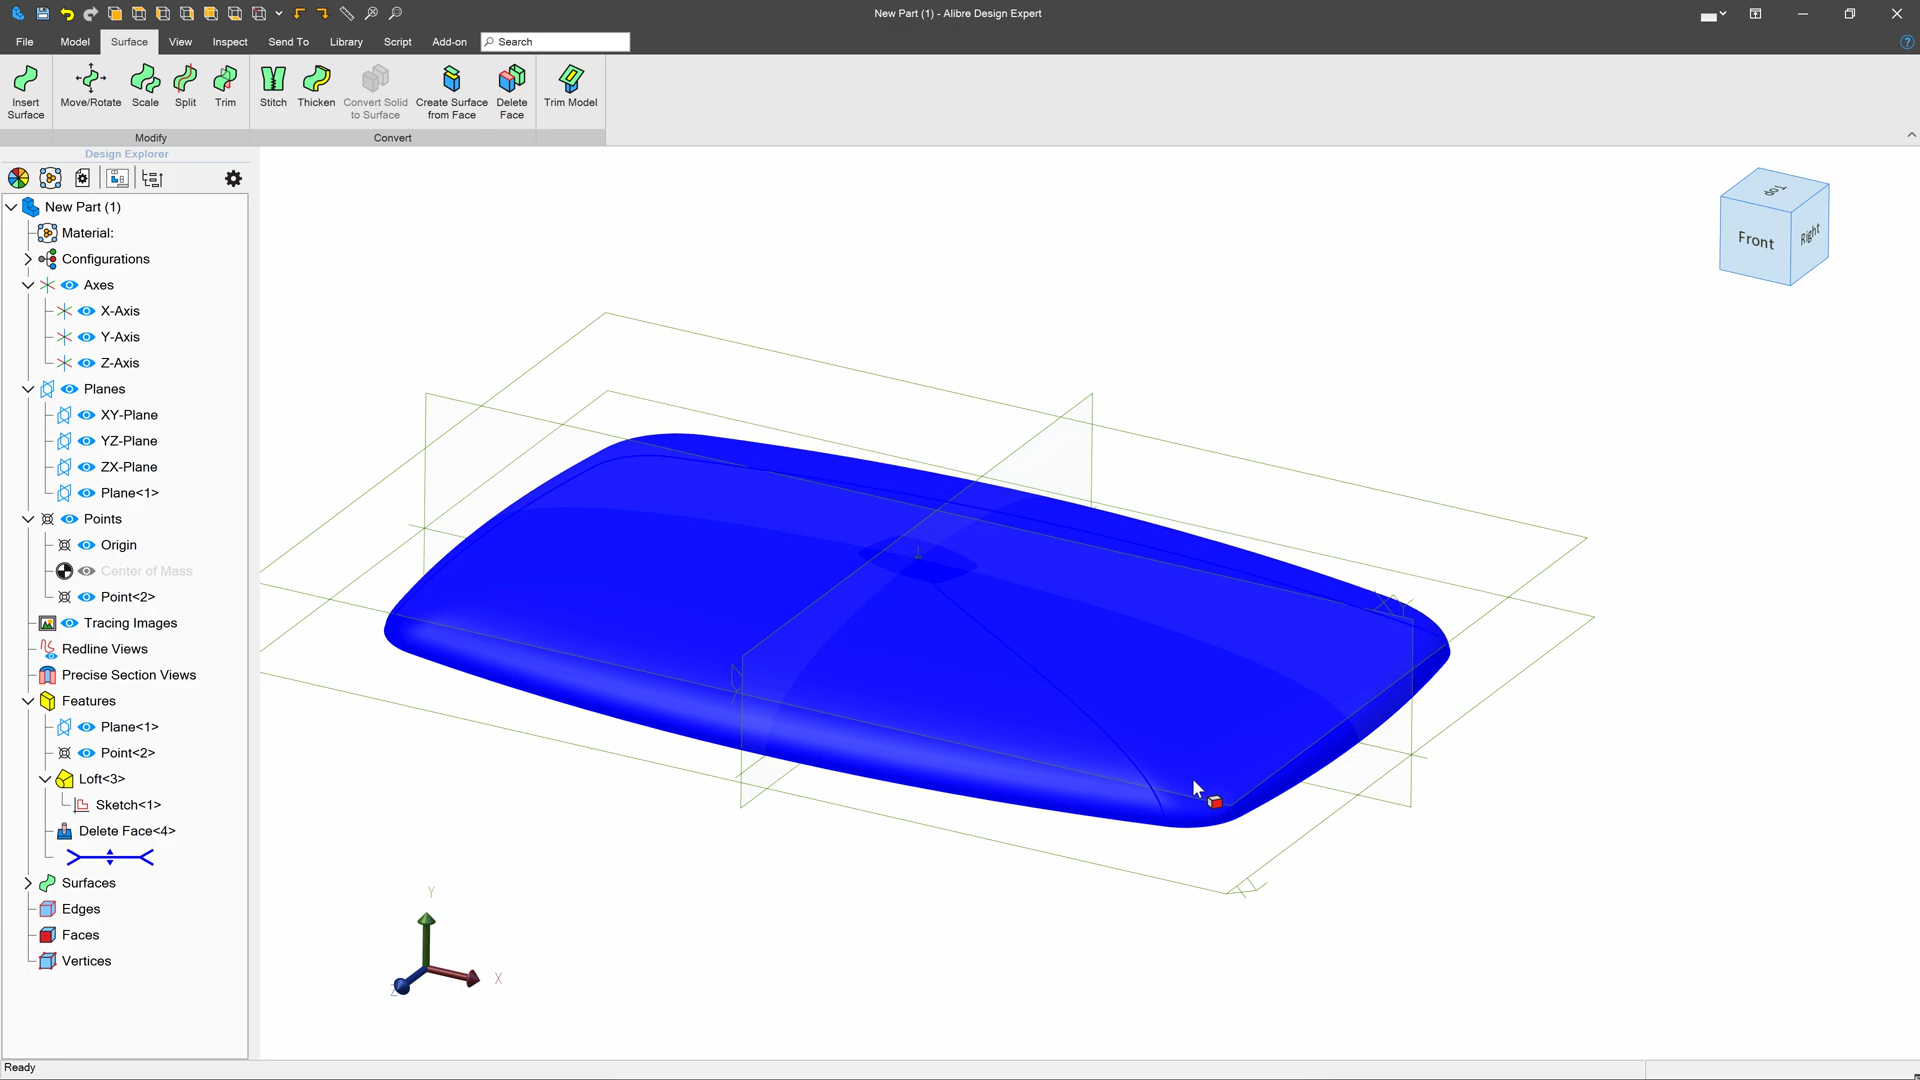 New Part (1) - Alibre Design Expert
File Model Surface View Inspect Send To Library Script Add-on Search
Insert Surface
Move/Rotate Scale Split Trim
Stitch Thicken Convert Solid to Surface Create Surface from Face Delete Face
Trim Model
Modify Convert
Design Explorer
New Part (1)
Material:
Configurations
Axes
X-Axis
Y-Axis
Z-Axis
Planes
XY-Plane
YZ-Plane
ZX-Plane
Plane<1>
Points
Origin
Center of Mass
Point<2>
Tracing Images
Redline Views
Precise Section Views
Features
Plane<1>
Point<2>
Loft<3>
Sketch<1>
Delete Face<4>
Surfaces
Edges
Faces
Vertices
Top
Front
Right
Y
X
Z
Ready